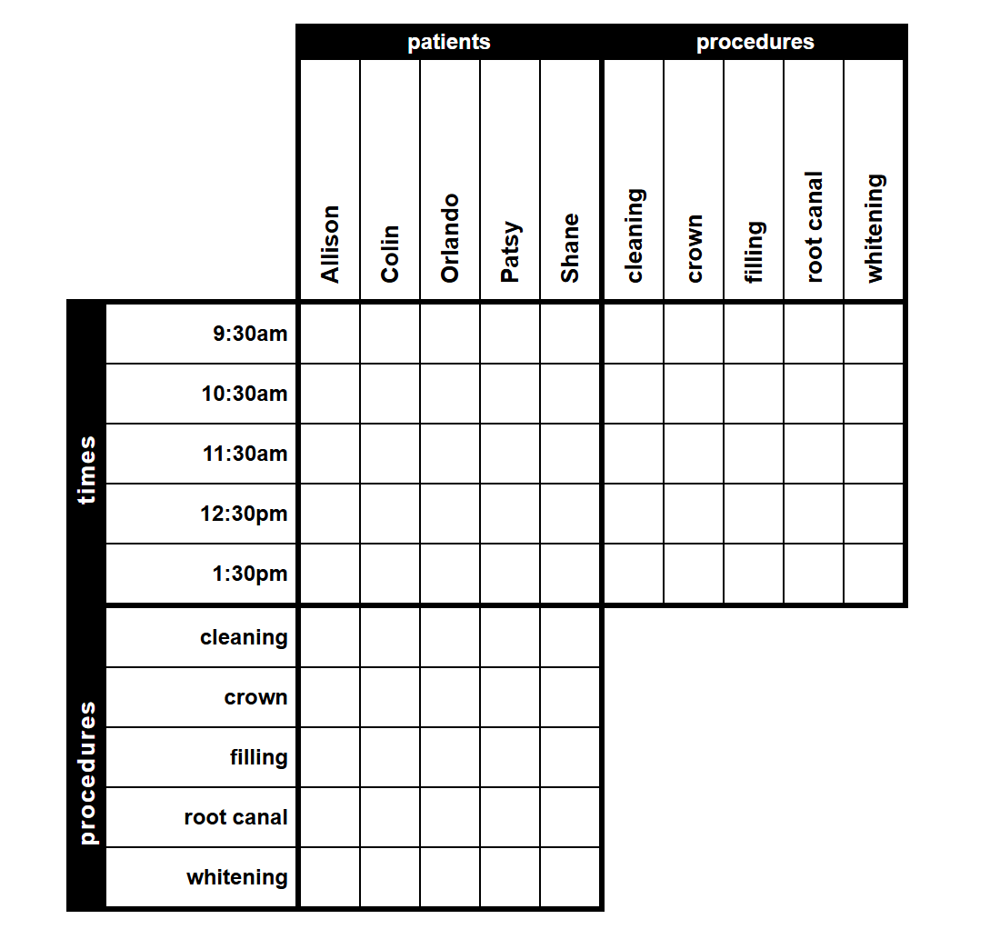 patients
procedures
Allison
Colin
Orlando
Patsy
Shane
cleaning
crown
filling
root canal
whitening
times
9:30am
10:30am
11:30am
12:30pm
1:30pm
procedures
cleaning
crown
filling
root canal
whitening